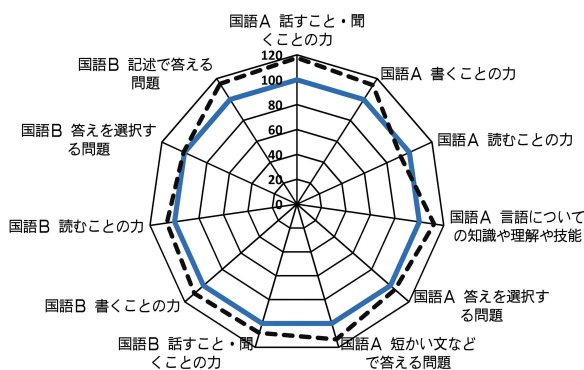 国語A 話すこと・聞
くことの力
国語A 書くことの力
国語A 読むことの力
国語A 言語について
の知識や理解や技能
国語A 答えを選択す
る問題
国語A 短かい文など
で答える問題
国語B 話すこと・聞
くことの力
国語B 書くことの力
国語B 読むことの力
国語B 答えを選択す
る問題
国語B 記述で答える
問題
120
100
80
60
40
20
0